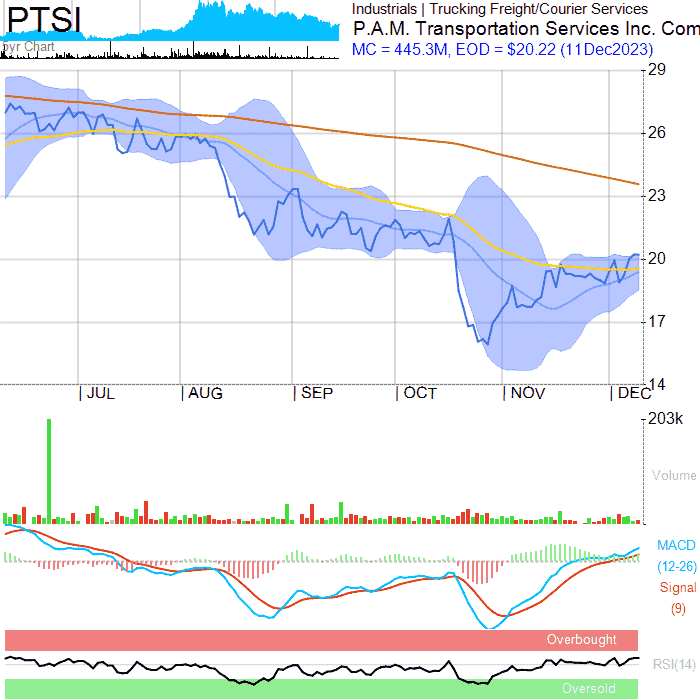 PTSI
5yr Chart
Industrials | Trucking Freight/Courier Services
P.A.M. Transportation Services Inc. Com
MC = 445.3M, EOD = $20.22 (11Dec2023)
29
26
23
20
17
14
| JUL | AUG | SEP | OCT | NOV | DEC
203k
Volume
MACD
(12-26)
Signal
(9)
Overbought
RSI(14)
Oversold